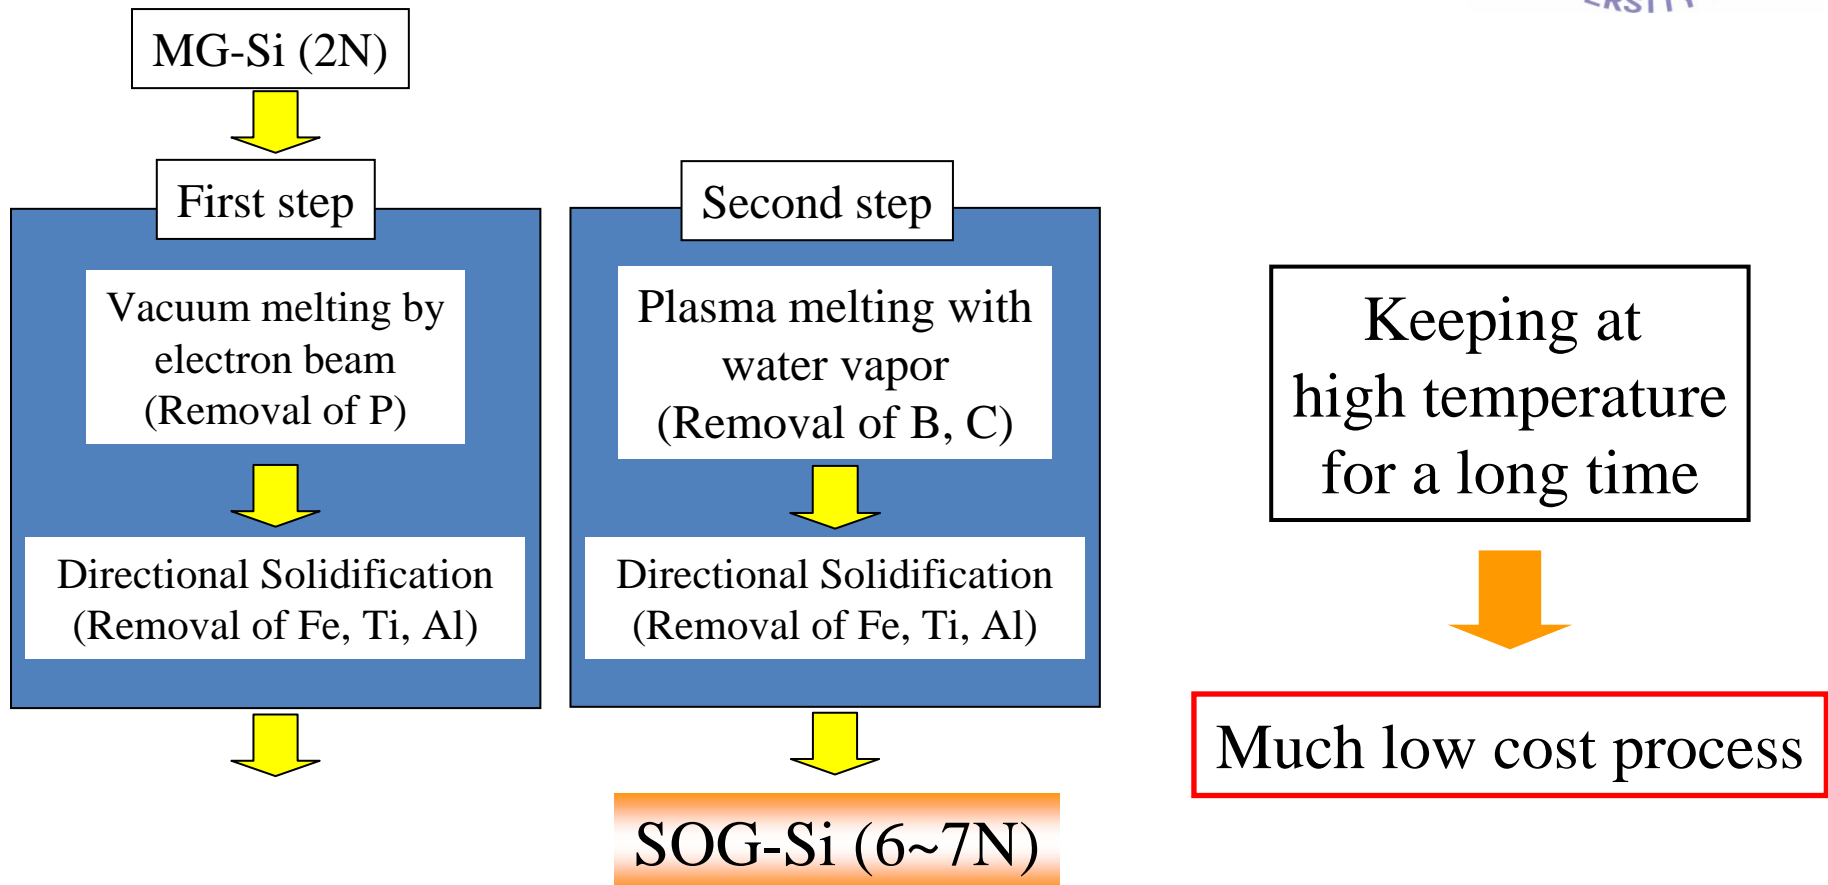 MG-Si (2N)
First step
Vacuum melting by
electron beam
(Removal of P)
Directional Solidification
(Removal of Fe, Ti, Al)
Second step
Plasma melting with
water vapor
(Removal of B, C)
Directional Solidification
(Removal of Fe, Ti, Al)
SOG-Si (6~7N)
Keeping at
high temperature
for a long time
Much low cost process